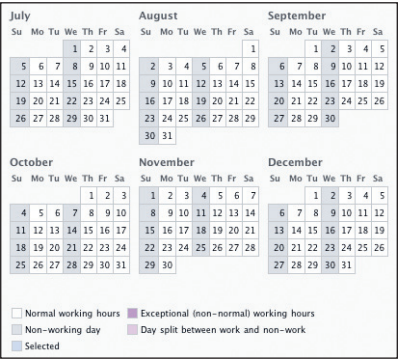 July August September
Su Mo Tu We Th Fr Sa Su Mo Tu We Th Fr Sa Su Mo Tu We Th Fr Sa
1 2 3 4 1 1 2 3 4 5
5 6 7 8 9 10 11 2 3 4 5 6 7 8 6 7 8 9 10 11 12
12 13 14 15 16 17 18 9 10 11 12 13 14 15 13 14 15 16 17 18 19
19 20 21 22 23 24 25 16 17 18 19 20 21 22 20 21 22 23 24 25 26
26 27 28 29 30 31 23 24 25 26 27 28 29 27 28 29 30
30 31
October November December
Su Mo Tu We Th Fr Sa Su Mo Tu We Th Fr Sa Su Mo Tu We Th Fr Sa
1 2 3 1 2 3 4 5 6 7 1 2 3 4 5
4 5 6 7 8 9 10 8 9 10 11 12 13 14 6 7 8 9 10 11 12
11 12 13 14 15 16 17 15 16 17 18 19 20 21 13 14 15 16 17 18 19
18 19 20 21 22 23 24 22 23 24 25 26 27 28 20 21 22 23 24 25 26
25 26 27 28 29 30 31 29 30 27 28 29 30 31
Normal working hours Exceptional (non-normal) working hours
Non-working day Day split between work and non-work
Selected